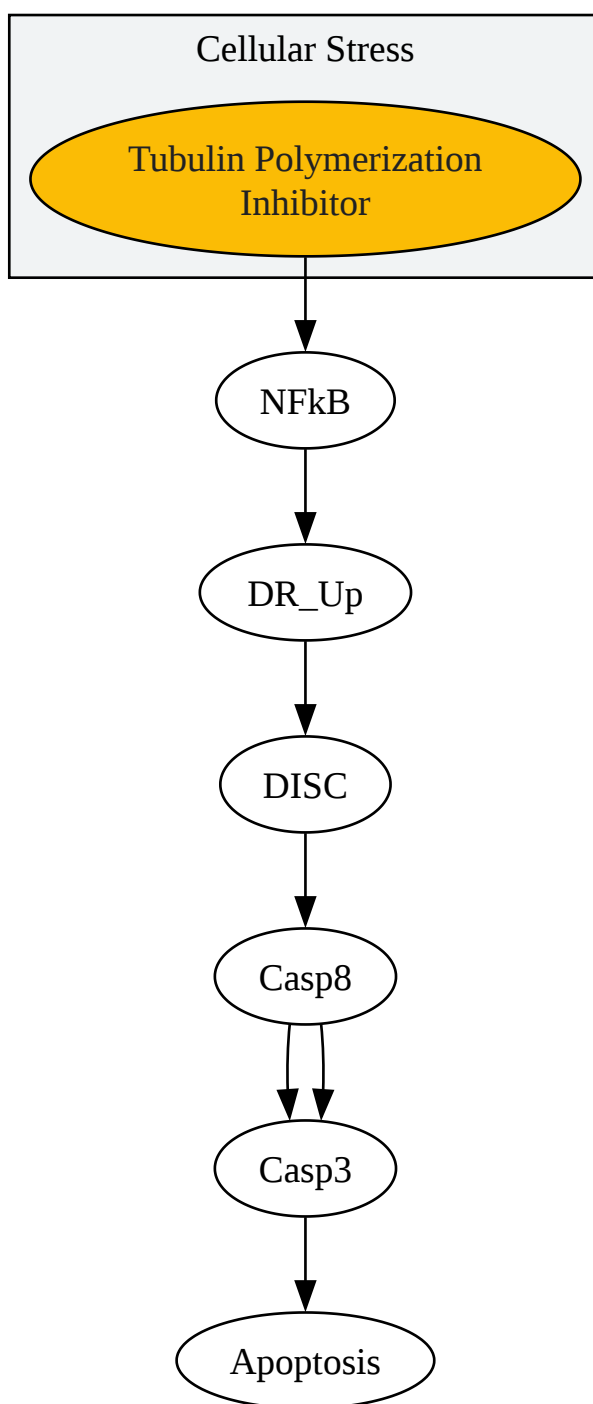 Cellular Stress
Tubulin Polymerization
Inhibitor
NFkB
DR_Up
DISC
Casp8
Casp3
Apoptosis